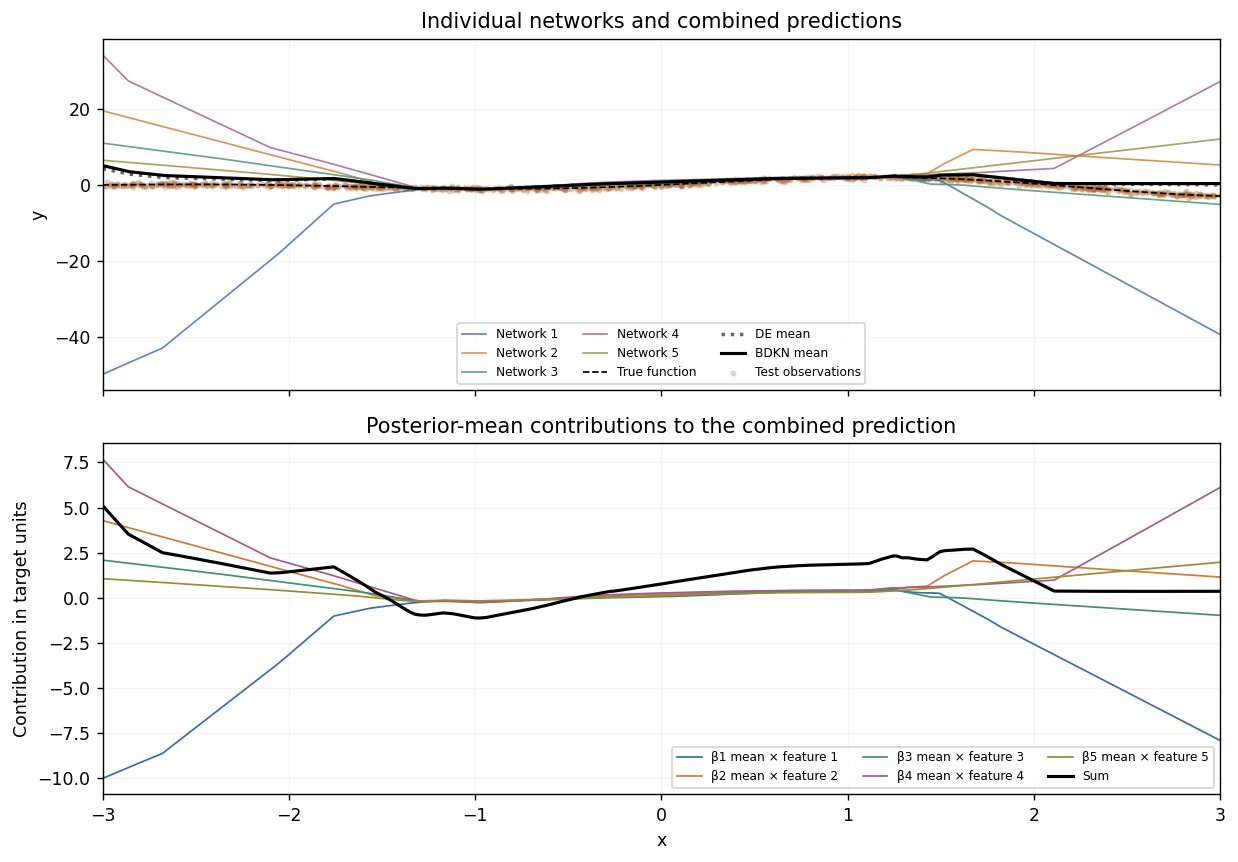 Individual networks and combined predictions
20
0
−20
−40
y
Network 1
Network 2
Network 3
Network 4
Network 5
True function
DE mean
BDKN mean
Test observations
Posterior-mean contributions to the combined prediction
7.5
5.0
2.5
0.0
−2.5
−5.0
−7.5
−10.0
Contribution in target units
β1 mean × feature 1
β2 mean × feature 2
β3 mean × feature 3
β4 mean × feature 4
β5 mean × feature 5
Sum
−3
−2
−1
0
1
2
3
x